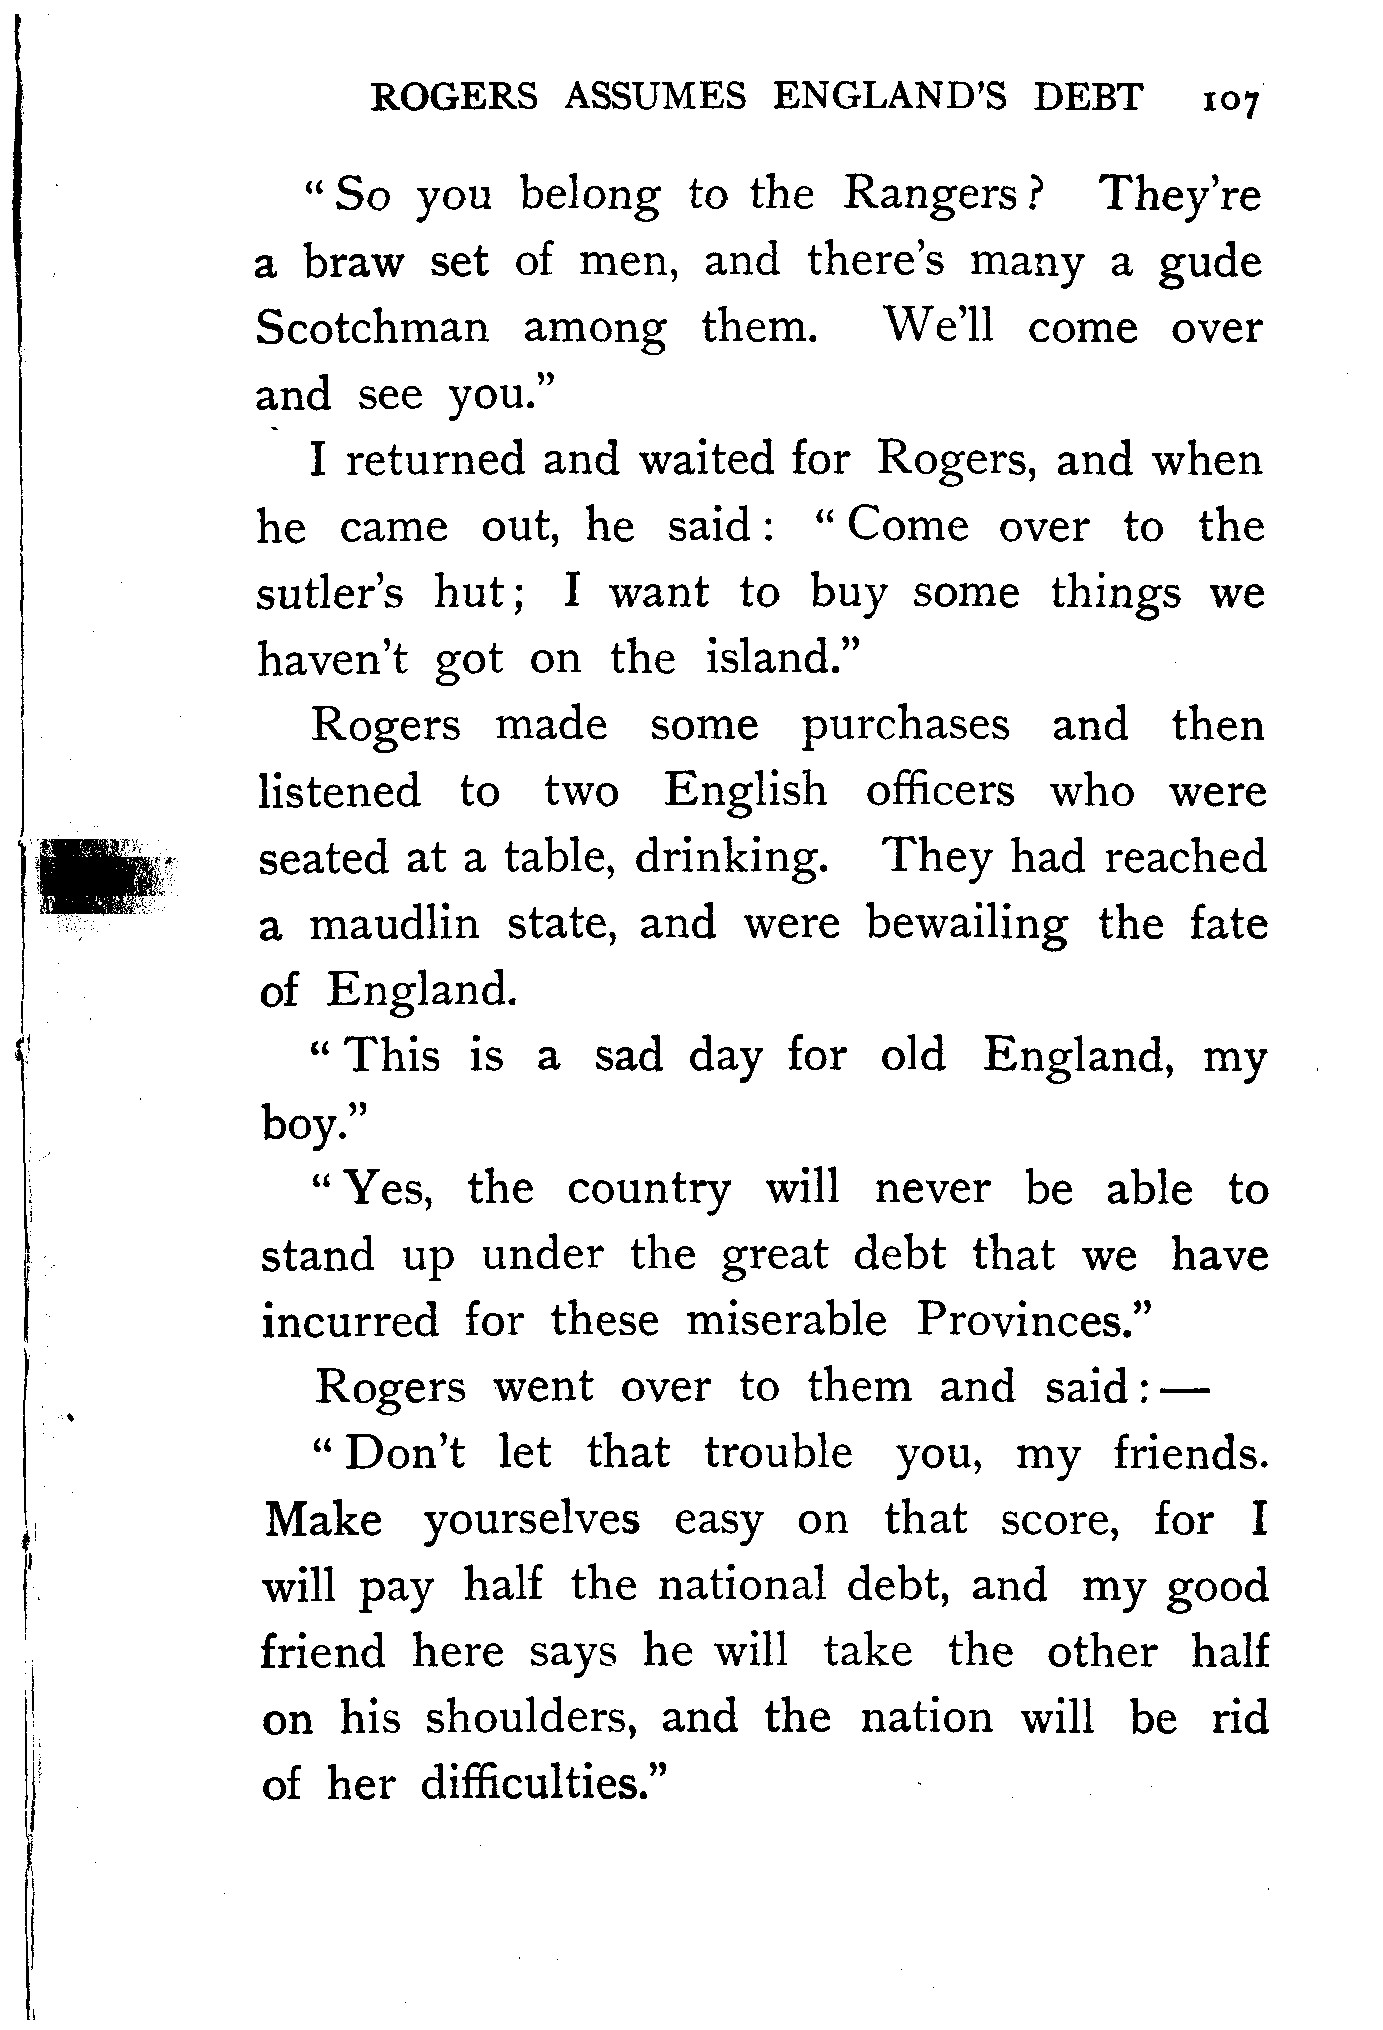 ROGERS ASSUMES ENGLAND'S DEBT 107
“ So you belong to the Rangers ? They're
a braw set of men, and there's many a gude
Scotchman among them. We'll come over
and see you.”
I returned and waited for Rogers, and when
he came out, he said : “ Come over to the
sutler's hut ; I want to buy some things we
haven't got on the island.”
Rogers made some purchases and then
listened to two English officers who were
seated at a table, drinking. They had reached
a maudlin state, and were bewailing the fate
of England.
“ This is a sad day for old England, my
boy.”
“ Yes, the country will never be able to
stand up under the great debt that we have
incurred for these miserable Provinces.”
Rogers went over to them and said : —
“ Don't let that trouble you, my friends.
Make yourselves easy on that score, for I
will pay half the national debt, and my good
friend here says he will take the other half
on his shoulders, and the nation will be rid
of her difficulties.”